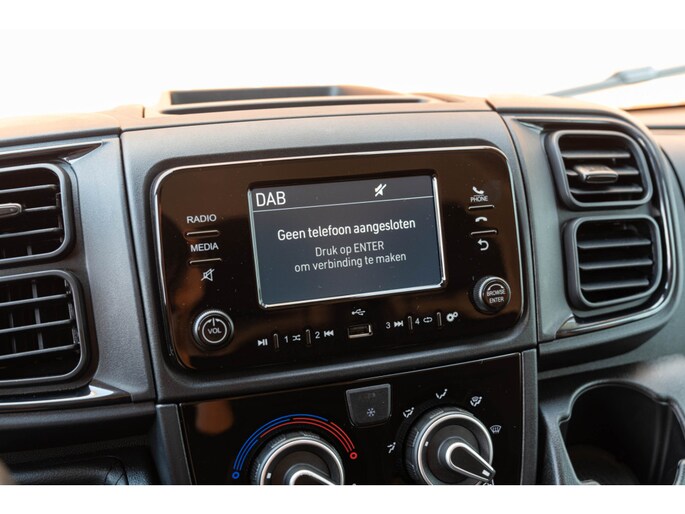 DAB
Geen telefoon aangesloten
Druk op ENTER
om verbinding te maken
RADIO
MEDIA
VOL
PHONE
BROWSE
ENTER
1 2 3 4